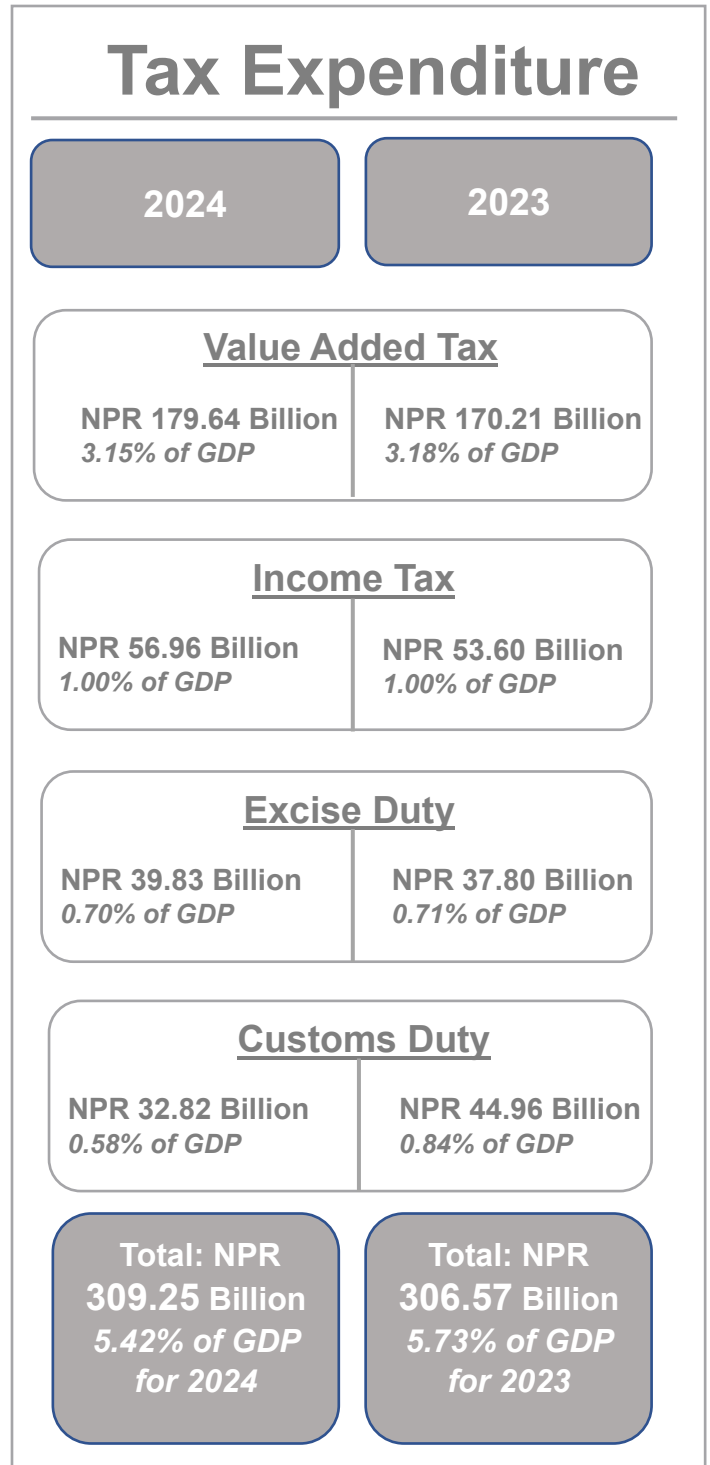 Tax Expenditure
2024
2023
Value Added Tax
NPR 179.64 Billion
3.15% of GDP
NPR 170.21 Billion
3.18% of GDP
Income Tax
NPR 56.96 Billion
1.00% of GDP
NPR 53.60 Billion
1.00% of GDP
Excise Duty
NPR 39.83 Billion
0.70% of GDP
NPR 37.80 Billion
0.71% of GDP
Customs Duty
NPR 32.82 Billion
0.58% of GDP
NPR 44.96 Billion
0.84% of GDP
Total: NPR
309.25 Billion
5.42% of GDP
for 2024
Total: NPR
306.57 Billion
5.73% of GDP
for 2023